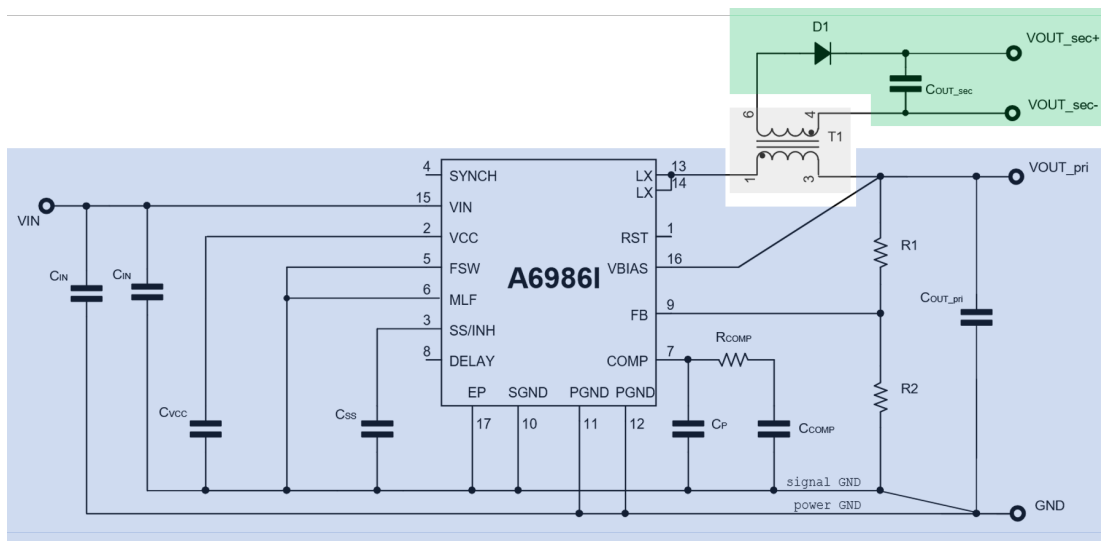 D1
VOUT_sec+
COUT_sec
VOUT_sec-
6
4
T1
1
3
VOUT_pri
4
SYNCH
LX
13
LX
14
15
VIN
VIN
2
VCC
RST
1
5
FSW
VBIAS
16
R1
CIN
CIN
A6986I
6
MLF
COUT_pri
FB
9
3
SS/INH
RCOMP
8
DELAY
COMP
7
R2
EP
SGND
PGND
PGND
CVCC
CSS
17
10
11
12
CP
CCOMP
signal GND
power GND
GND